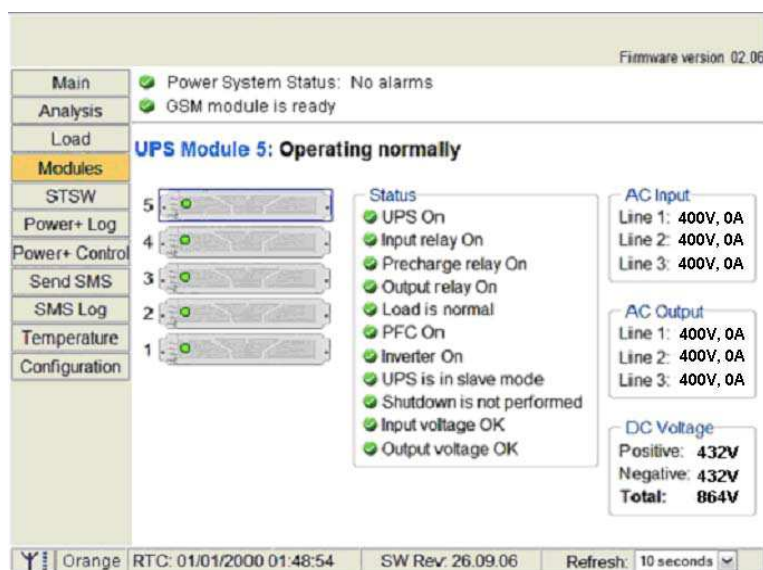 Firmware version 02.06
Main
Analysis
Load
Modules
STSW
Power+ Log
Power+ Control
Send SMS
SMS Log
Temperature
Configuration
Power System Status: No alarms
GSM module is ready
UPS Module 5: Operating normally
5
4
3
2
1
Status
UPS On
Input relay On
Precharge relay On
Output relay On
Load is normal
PFC On
Inverter On
UPS is in slave mode
Shutdown is not performed
Input voltage OK
Output voltage OK
AC Input
Line 1: 400V, 0A
Line 2: 400V, 0A
Line 3: 400V, 0A
AC Output
Line 1: 400V, 0A
Line 2: 400V, 0A
Line 3: 400V, 0A
DC Voltage
Positive: 432V
Negative: 432V
Total: 864V
Orange RTC: 01/01/2000 01:48:54 SW Rev: 26.09.06 Refresh: 10 seconds